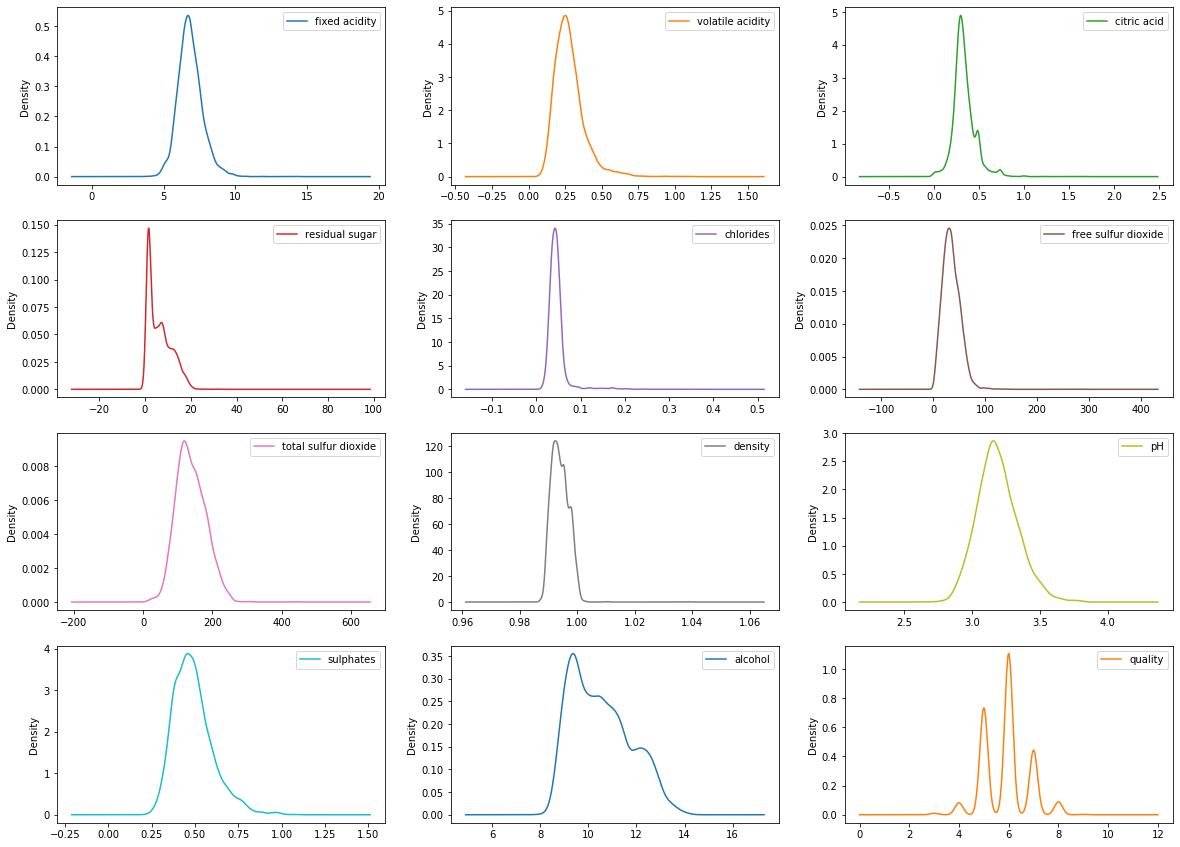 fixed acidity
Density
0.5
0.4
0.3
0.2
0.1
0.0
0 5 10 15 20
volatile acidity
Density
5
4
3
2
1
0
−0.50 −0.25 0.00 0.25 0.50 0.75 1.00 1.25 1.50
citric acid
Density
5
4
3
2
1
0
−0.5 0.0 0.5 1.0 1.5 2.0 2.5
residual sugar
Density
0.150
0.125
0.100
0.075
0.050
0.025
0.000
−20 0 20 40 60 80 100
chlorides
Density
35
30
25
20
15
10
5
0
−0.1 0.0 0.1 0.2 0.3 0.4 0.5
free sulfur dioxide
Density
0.025
0.020
0.015
0.010
0.005
0.000
−100 0 100 200 300 400
total sulfur dioxide
Density
0.008
0.006
0.004
0.002
0.000
−200 0 200 400 600
density
Density
120
100
80
60
40
20
0
0.96 0.98 1.00 1.02 1.04 1.06
pH
Density
3.0
2.5
2.0
1.5
1.0
0.5
0.0
2.5 3.0 3.5 4.0
sulphates
Density
4
3
2
1
0
−0.25 0.00 0.25 0.50 0.75 1.00 1.25 1.50
alcohol
Density
0.35
0.30
0.25
0.20
0.15
0.10
0.05
0.00
6 8 10 12 14 16
quality
Density
1.0
0.8
0.6
0.4
0.2
0.0
0 2 4 6 8 10 12